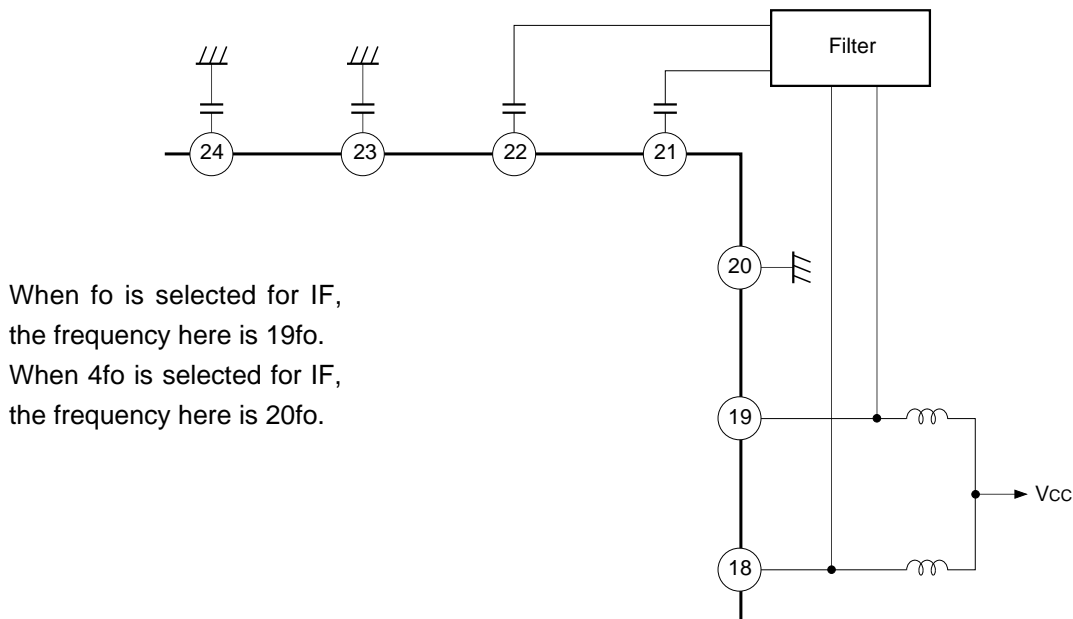 Filter
24
23
22
21
20
When fo is selected for IF,
the frequency here is 19fo.
When 4fo is selected for IF,
the frequency here is 20fo.
19
VCC
18